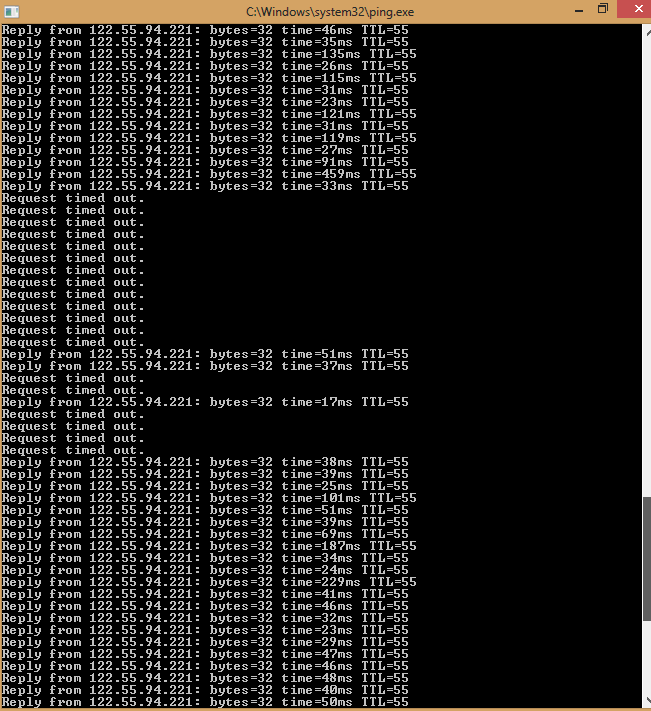 C:\Windows\system32\ping.exe
Reply from 122.55.94.221: bytes=32 time=46ms TTL=55
Reply from 122.55.94.221: bytes=32 time=35ms TTL=55
Reply from 122.55.94.221: bytes=32 time=135ms TTL=55
Reply from 122.55.94.221: bytes=32 time=26ms TTL=55
Reply from 122.55.94.221: bytes=32 time=115ms TTL=55
Reply from 122.55.94.221: bytes=32 time=31ms TTL=55
Reply from 122.55.94.221: bytes=32 time=23ms TTL=55
Reply from 122.55.94.221: bytes=32 time=121ms TTL=55
Reply from 122.55.94.221: bytes=32 time=31ms TTL=55
Reply from 122.55.94.221: bytes=32 time=119ms TTL=55
Reply from 122.55.94.221: bytes=32 time=27ms TTL=55
Reply from 122.55.94.221: bytes=32 time=91ms TTL=55
Reply from 122.55.94.221: bytes=32 time=459ms TTL=55
Reply from 122.55.94.221: bytes=32 time=33ms TTL=55
Request timed out.
Request timed out.
Request timed out.
Request timed out.
Request timed out.
Request timed out.
Request timed out.
Request timed out.
Request timed out.
Request timed out.
Request timed out.
Request timed out.
Request timed out.
Reply from 122.55.94.221: bytes=32 time=51ms TTL=55
Reply from 122.55.94.221: bytes=32 time=37ms TTL=55
Request timed out.
Request timed out.
Reply from 122.55.94.221: bytes=32 time=17ms TTL=55
Request timed out.
Request timed out.
Request timed out.
Request timed out.
Reply from 122.55.94.221: bytes=32 time=38ms TTL=55
Reply from 122.55.94.221: bytes=32 time=39ms TTL=55
Reply from 122.55.94.221: bytes=32 time=25ms TTL=55
Reply from 122.55.94.221: bytes=32 time=101ms TTL=55
Reply from 122.55.94.221: bytes=32 time=51ms TTL=55
Reply from 122.55.94.221: bytes=32 time=39ms TTL=55
Reply from 122.55.94.221: bytes=32 time=69ms TTL=55
Reply from 122.55.94.221: bytes=32 time=187ms TTL=55
Reply from 122.55.94.221: bytes=32 time=34ms TTL=55
Reply from 122.55.94.221: bytes=32 time=24ms TTL=55
Reply from 122.55.94.221: bytes=32 time=229ms TTL=55
Reply from 122.55.94.221: bytes=32 time=41ms TTL=55
Reply from 122.55.94.221: bytes=32 time=46ms TTL=55
Reply from 122.55.94.221: bytes=32 time=32ms TTL=55
Reply from 122.55.94.221: bytes=32 time=23ms TTL=55
Reply from 122.55.94.221: bytes=32 time=29ms TTL=55
Reply from 122.55.94.221: bytes=32 time=47ms TTL=55
Reply from 122.55.94.221: bytes=32 time=46ms TTL=55
Reply from 122.55.94.221: bytes=32 time=48ms TTL=55
Reply from 122.55.94.221: bytes=32 time=40ms TTL=55
Reply from 122.55.94.221: bytes=32 time=50ms TTL=55